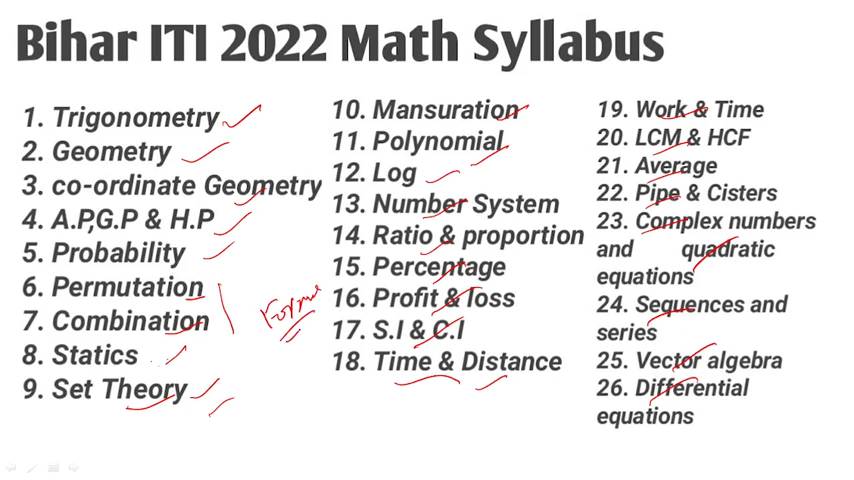 Bihar ITI 2022 Math Syllabus
1. Trigonometry
2. Geometry
3. co-ordinate Geometry
4. A.P,G.P & H.P
5. Probability
6. Permutation
7. Combination
8. Statics
9. Set Theory
10. Mansuration
11. Polynomial
12. Log
13. Number System
14. Ratio & proportion
15. Percentage
16. Profit & loss
17. S.I & C.I
18. Time & Distance
19. Work & Time
20. LCM & HCF
21. Average
22. Pipe & Cisters
23. Complex numbers
and quadratic
equations
24. Sequences and
series
25. Vector algebra
26. Differential
equations